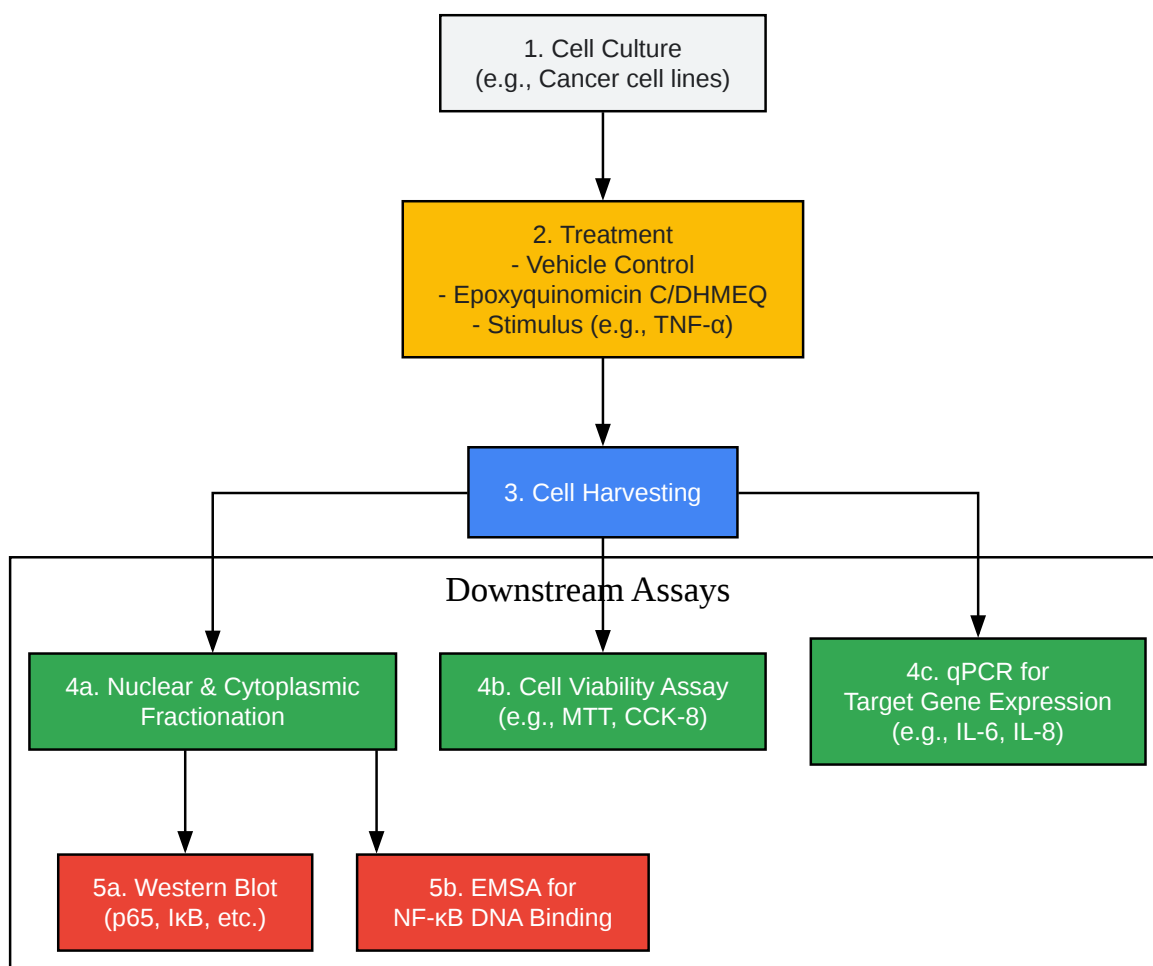 1. Cell Culture
(e.g., Cancer cell lines)
2. Treatment
- Vehicle Control
- Epoxyquinomicin C/DHMEQ
- Stimulus (e.g., TNF-α)
3. Cell Harvesting
Downstream Assays
4a. Nuclear & Cytoplasmic
Fractionation
4b. Cell Viability Assay
(e.g., MTT, CCK-8)
4c. qPCR for
Target Gene Expression
(e.g., IL-6, IL-8)
5a. Western Blot
(p65, IκB, etc.)
5b. EMSA for
NF-κB DNA Binding